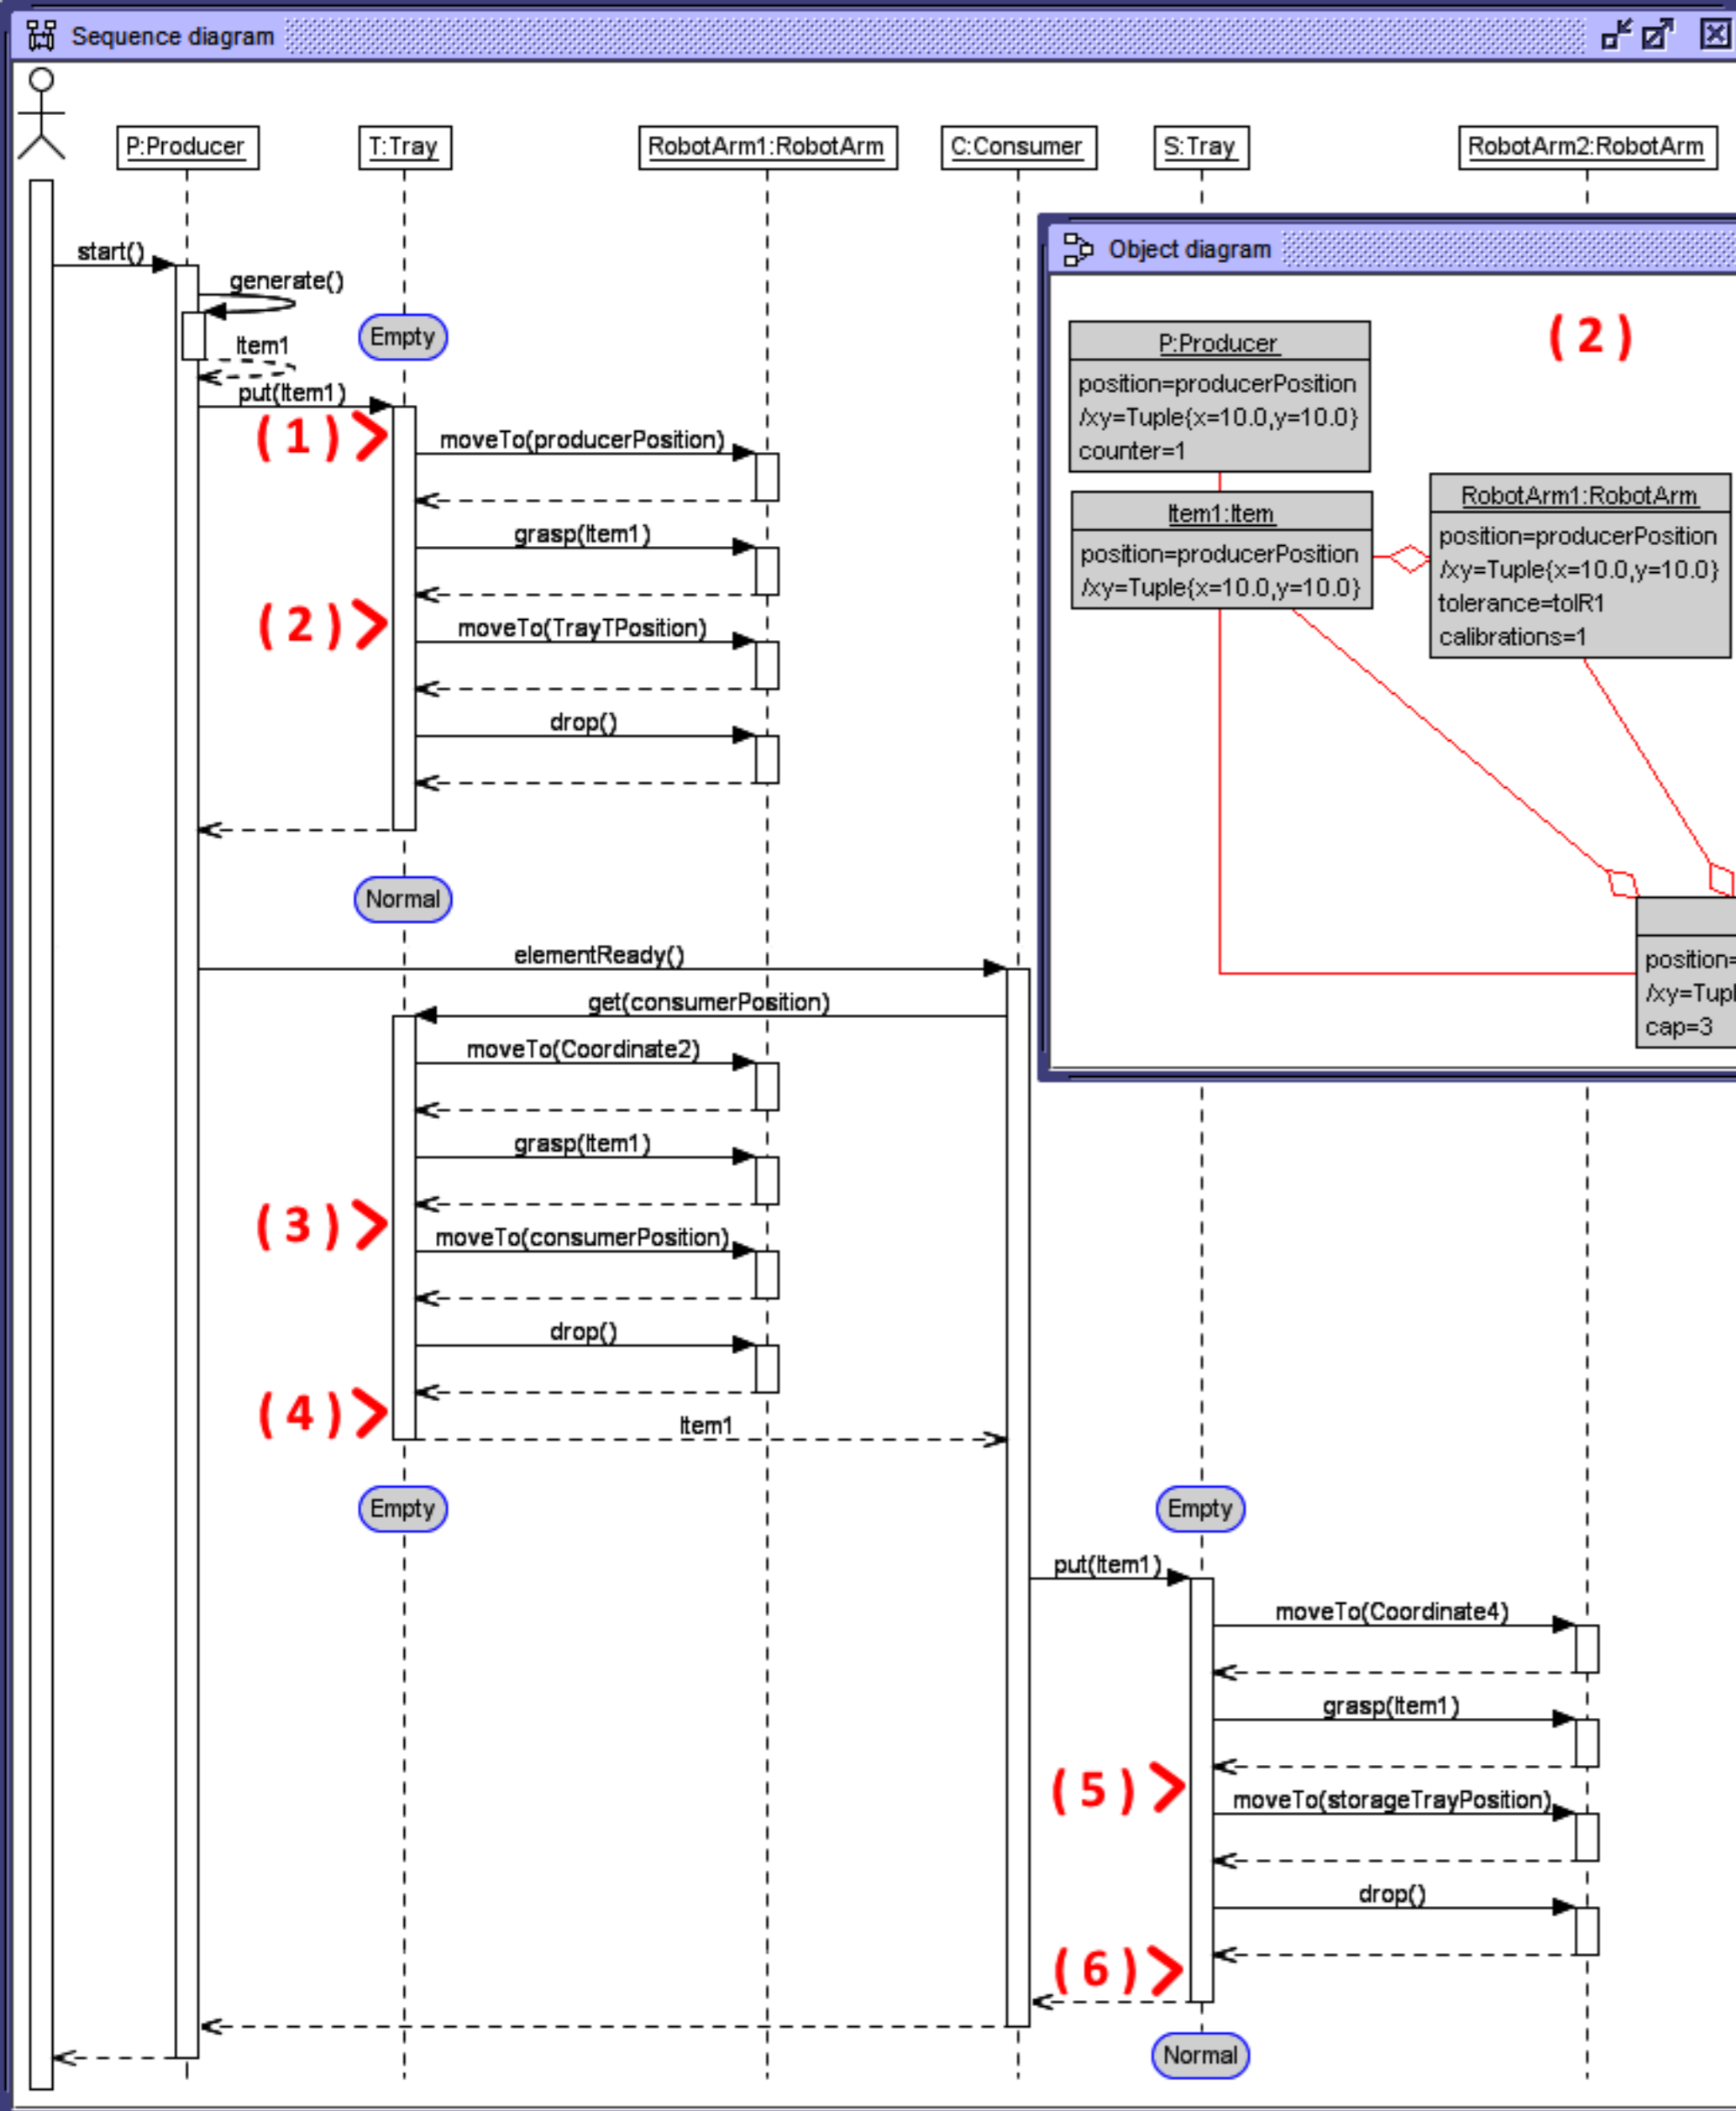 Sequence diagram
P:Producer
T:Tray
RobotArm1:RobotArm
C:Consumer
S:Tray
RobotArm2:RobotArm
start()
generate()
Empty
Item1
put(Item1)
( 1 )
moveTo(producerPosition)
grasp(Item1)
( 2 )
moveTo(TrayTPosition)
drop()
Normal
elementReady()
get(consumerPosition)
moveTo(Coordinate2)
grasp(Item1)
( 3 )
moveTo(consumerPosition)
drop()
( 4 )
Item1
Empty
Empty
put(Item1)
moveTo(Coordinate4)
grasp(Item1)
( 5 )
moveTo(storageTrayPosition)
drop()
( 6 )
Normal
Object diagram
( 2 )
P:Producer
position=producerPosition
/xy=Tuple{x=10.0,y=10.0}
counter=1
Item1:Item
position=producerPosition
/xy=Tuple{x=10.0,y=10.0}
RobotArm1:RobotArm
position=producerPosition
/xy=Tuple{x=10.0,y=10.0}
tolerance=tolR1
calibrations=1
position=
/xy=Tupl
cap=3